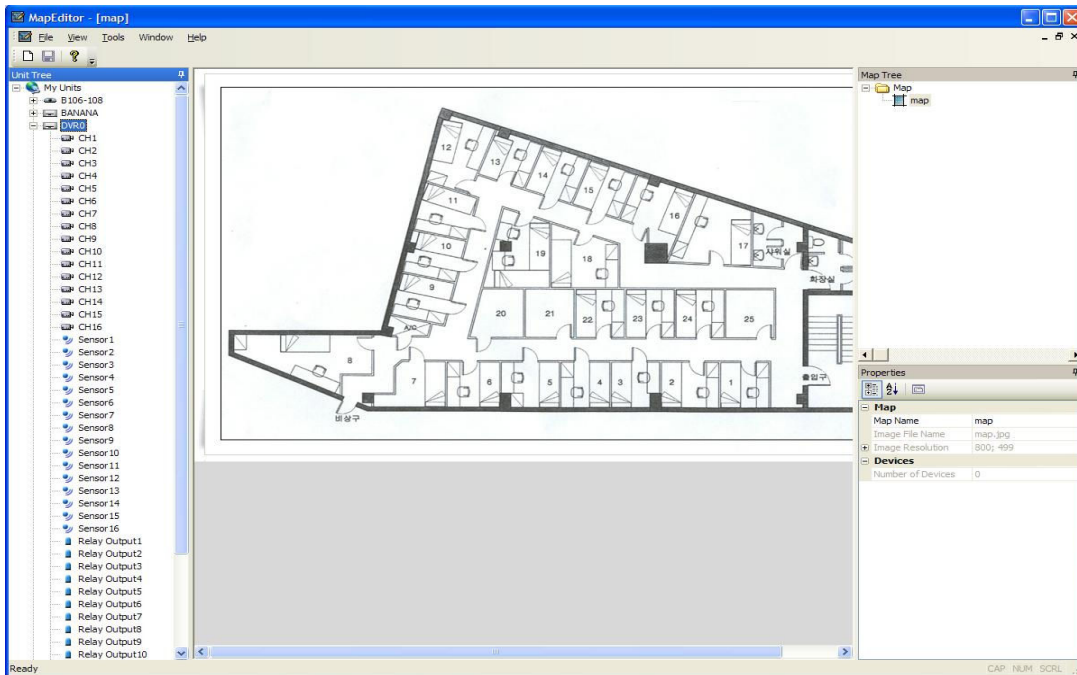 MapEditor - [map]
File View Tools Window Help
Unit Tree
My Units
B106-108
BANANA
DVR0
CH1
CH2
CH3
CH4
CH5
CH6
CH7
CH8
CH9
CH10
CH11
CH12
CH13
CH14
CH15
CH16
Sensor1
Sensor2
Sensor3
Sensor4
Sensor5
Sensor6
Sensor7
Sensor8
Sensor9
Sensor10
Sensor11
Sensor12
Sensor13
Sensor14
Sensor15
Sensor16
Relay Output1
Relay Output2
Relay Output3
Relay Output4
Relay Output5
Relay Output6
Relay Output7
Relay Output8
Relay Output9
Relay Output10
12
13
14
15
11
16
17
샤워실
10
19
18
화장실
9
20
21
22
23
24
25
8
7
6
5
4
3
2
1
출입구
비상구
Map Tree
Map
map
Properties
Map
Map Name map
Image File Name map.jpg
Image Resolution 800; 499
Devices
Number of Devices 0
Ready
CAP NUM SCRL